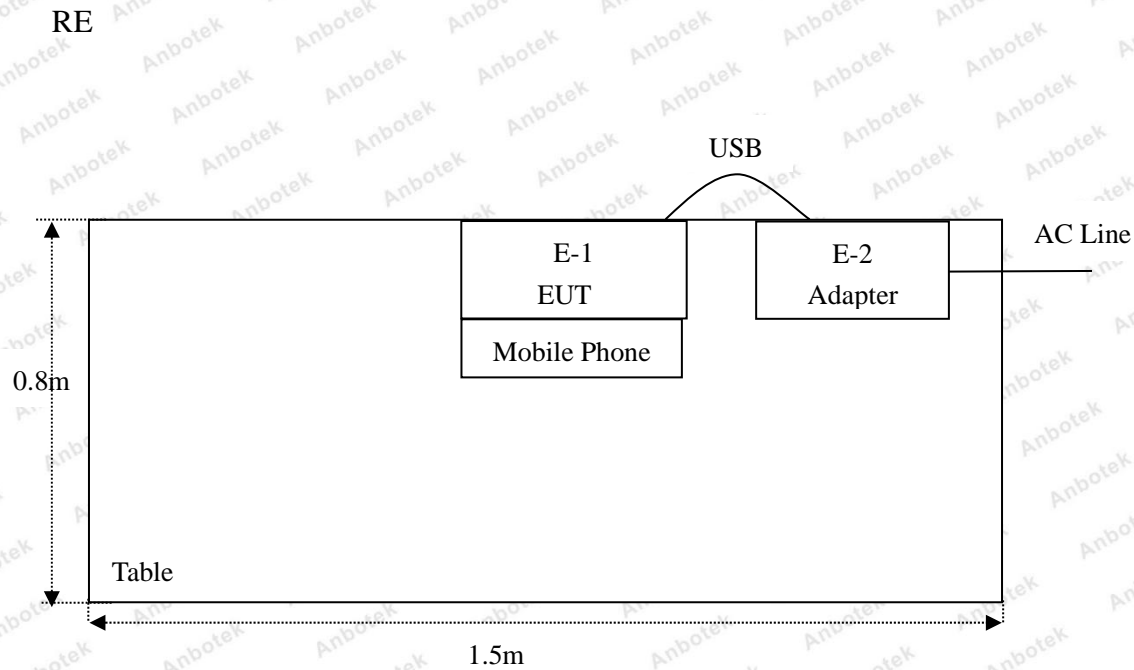 RE
USB
AC Line
E-1
EUT
E-2
Adapter
Mobile Phone
0.8m
Table
1.5m